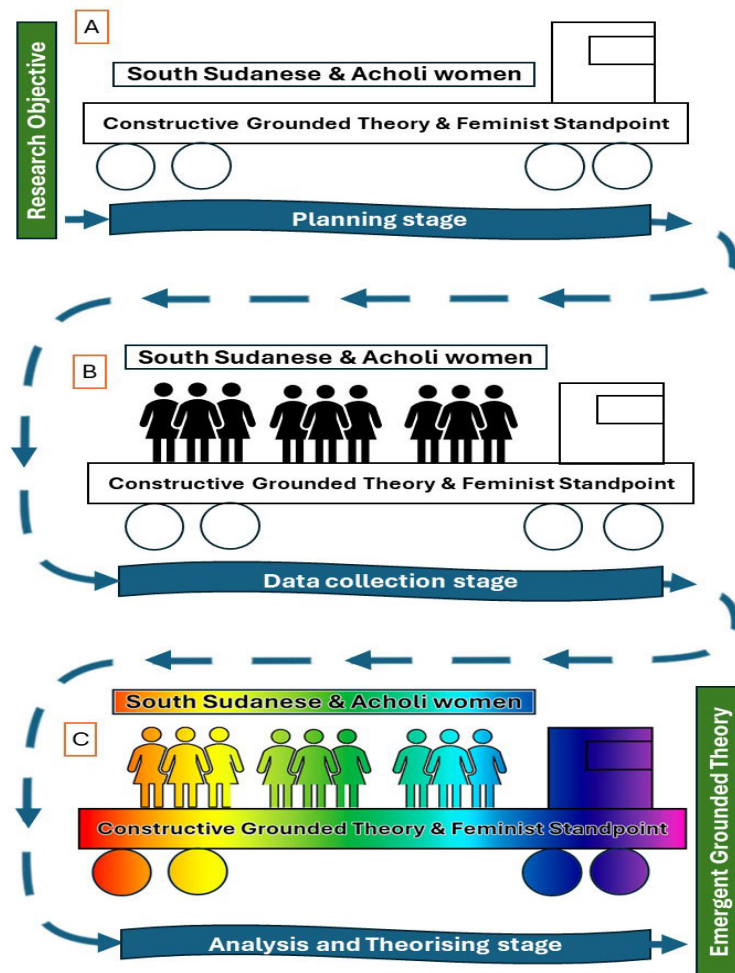 A
Research Objective
South Sudanese & Acholi women
Constructive Grounded Theory & Feminist Standpoint
Planning stage
South Sudanese & Acholi women
B
Constructive Grounded Theory & Feminist Standpoint
Data collection stage
South Sudanese & Acholi women
C
Constructive Grounded Theory & Feminist Standpoint
Emergent Grounded Theory
Analysis and Theorising stage